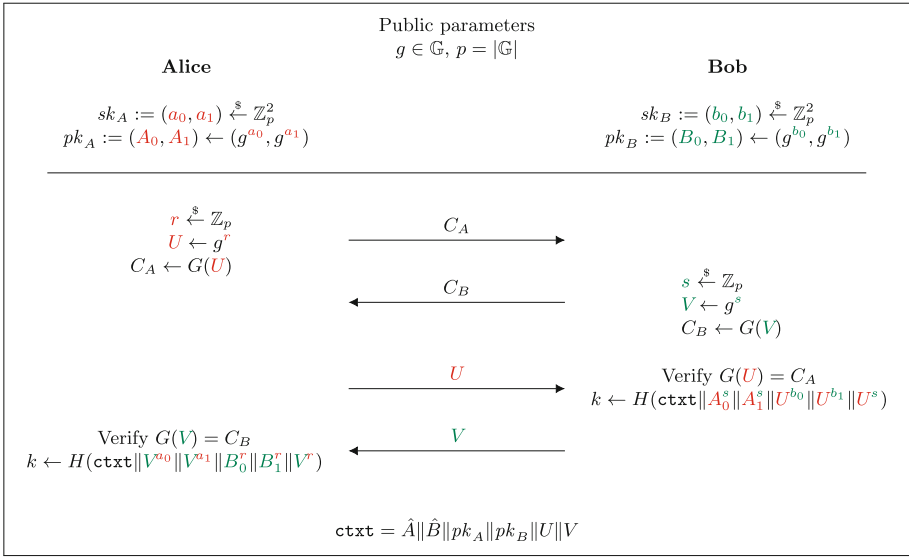 Public parameters
g ∈ 𝔾, p = |𝔾|
Alice
Bob
sk_A := (a_0, a_1) ←$ ℤ_p^2
pk_A := (A_0, A_1) ← (g^{a_0}, g^{a_1})
sk_B := (b_0, b_1) ←$ ℤ_p^2
pk_B := (B_0, B_1) ← (g^{b_0}, g^{b_1})
r ←$ ℤ_p
U ← g^r
C_A ← G(U)
C_A
C_B
s ←$ ℤ_p
V ← g^s
C_B ← G(V)
U
Verify G(U) = C_A
k ← H(ctxt‖A_0^s‖A_1^s‖U^{b_0}‖U^{b_1}‖U^s)
V
Verify G(V) = C_B
k ← H(ctxt‖V^{a_0}‖V^{a_1}‖B_0^r‖B_1^r‖V^r)
ctxt = Â‖B̂‖pk_A‖pk_B‖U‖V